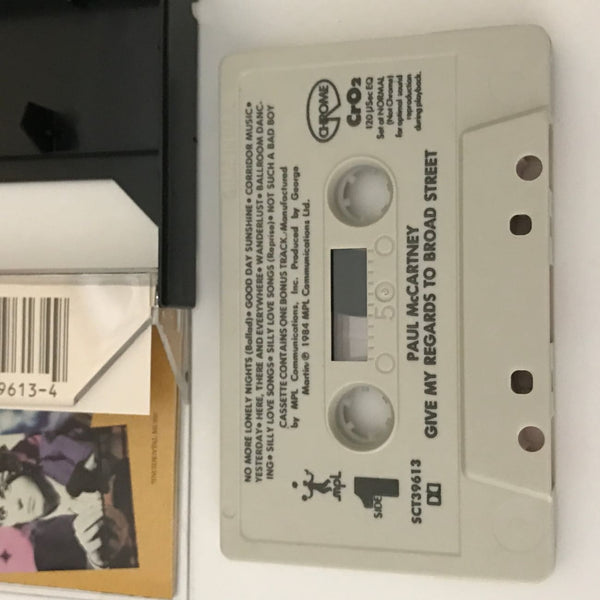 NO MORE LONELY NIGHTS (Ballad)• GOOD DAY SUNSHINE• CORRIDOR MUSIC•
YESTERDAY• HERE, THERE AND EVERYWHERE• WANDERLUST• BALLROOM DANC-
ING• SILLY LOVE SONGS• SILLY LOVE SONGS (Reprise)• NOT SUCH A BAD BOY
CASSETTE CONTAINS ONE BONUS TRACK.-Manufactured
by MPL Communications, Inc. Produced by George
Martin ℗ 1984 MPL Communications Ltd.
CHROME
CrO2
120 µSec EQ
Set at NORMAL
(Not Chrome)
for optimal sound
reproduction
during playback.
mpl
SIDE 1
50
SCT39613
PAUL McCARTNEY
GIVE MY REGARDS TO BROAD STREET
9613-4